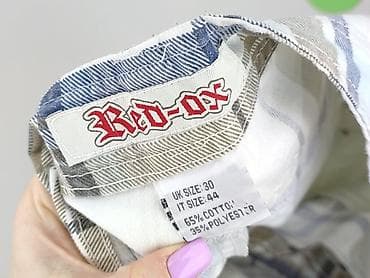 Red-ox
UK SIZE: 30
IT SIZE: 44
65% COTTON
35% POLYESTER